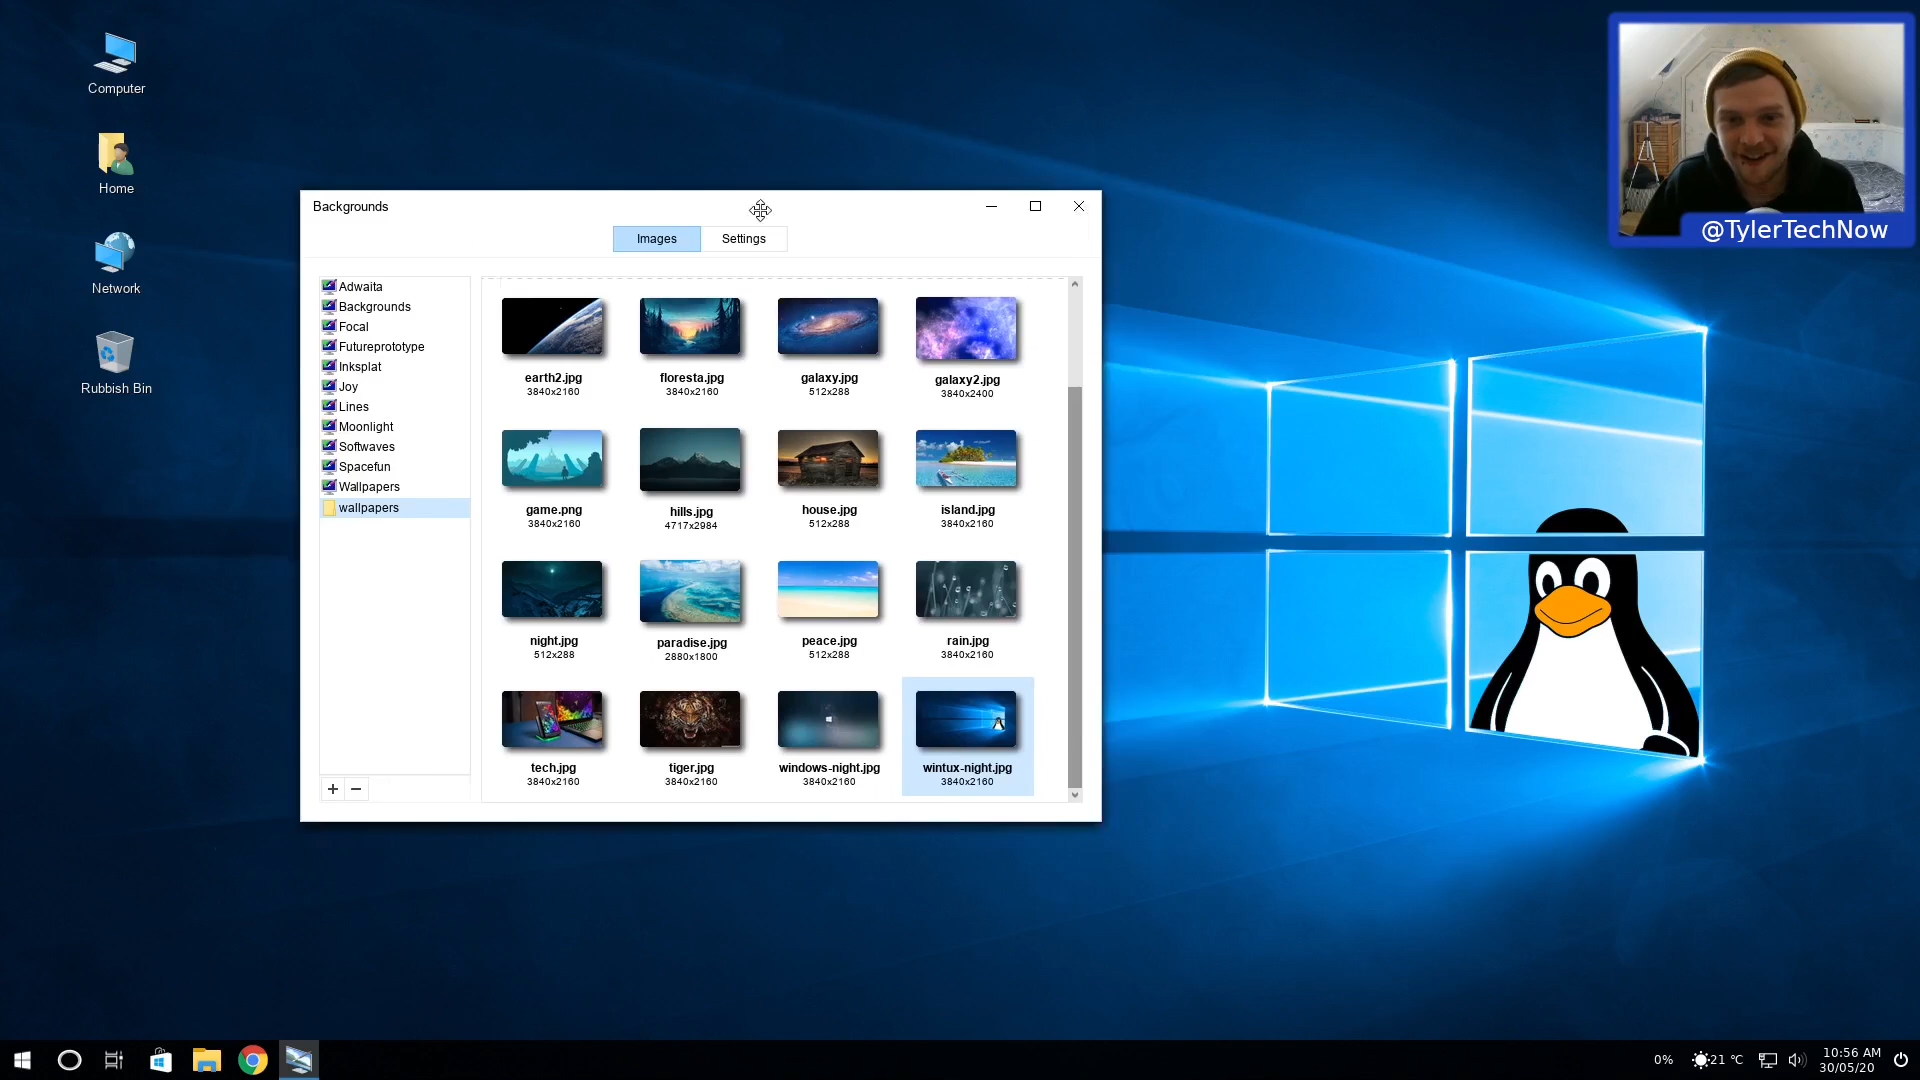 Computer
Home
Network
Rubbish Bin
@TylerTechNow
Backgrounds
Images
Settings
Adwaita
Backgrounds
Focal
Futureprototype
Inksplat
Joy
Lines
Moonlight
Softwaves
Spacefun
Wallpapers
wallpapers
earth2.jpg
3840x2160
floresta.jpg
3840x2160
galaxy.jpg
512x288
galaxy2.jpg
3840x2400
game.png
3840x2160
hills.jpg
4717x2984
house.jpg
512x288
island.jpg
3840x2160
night.jpg
512x288
paradise.jpg
2880x1800
peace.jpg
512x288
rain.jpg
3840x2160
tech.jpg
3840x2160
tiger.jpg
3840x2160
windows-night.jpg
3840x2160
wintux-night.jpg
3840x2160
0%
21 ℃
10:56 AM
30/05/20